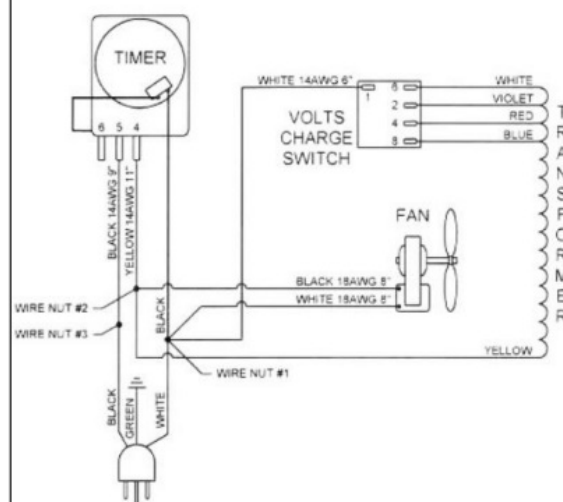 TIMER
6 5 4
BLACK 14AWG 9"
YELLOW 14AWG 11"
BLACK
WHITE 14AWG 6"
1
6
2
4
8
VOLTS
CHARGE
SWITCH
WHITE
VIOLET
RED
BLUE
TRANSFORMER
FAN
BLACK 18AWG 8"
WHITE 18AWG 8"
WIRE NUT #2
WIRE NUT #3
YELLOW
WIRE NUT #1
BLACK
GREEN
WHITE